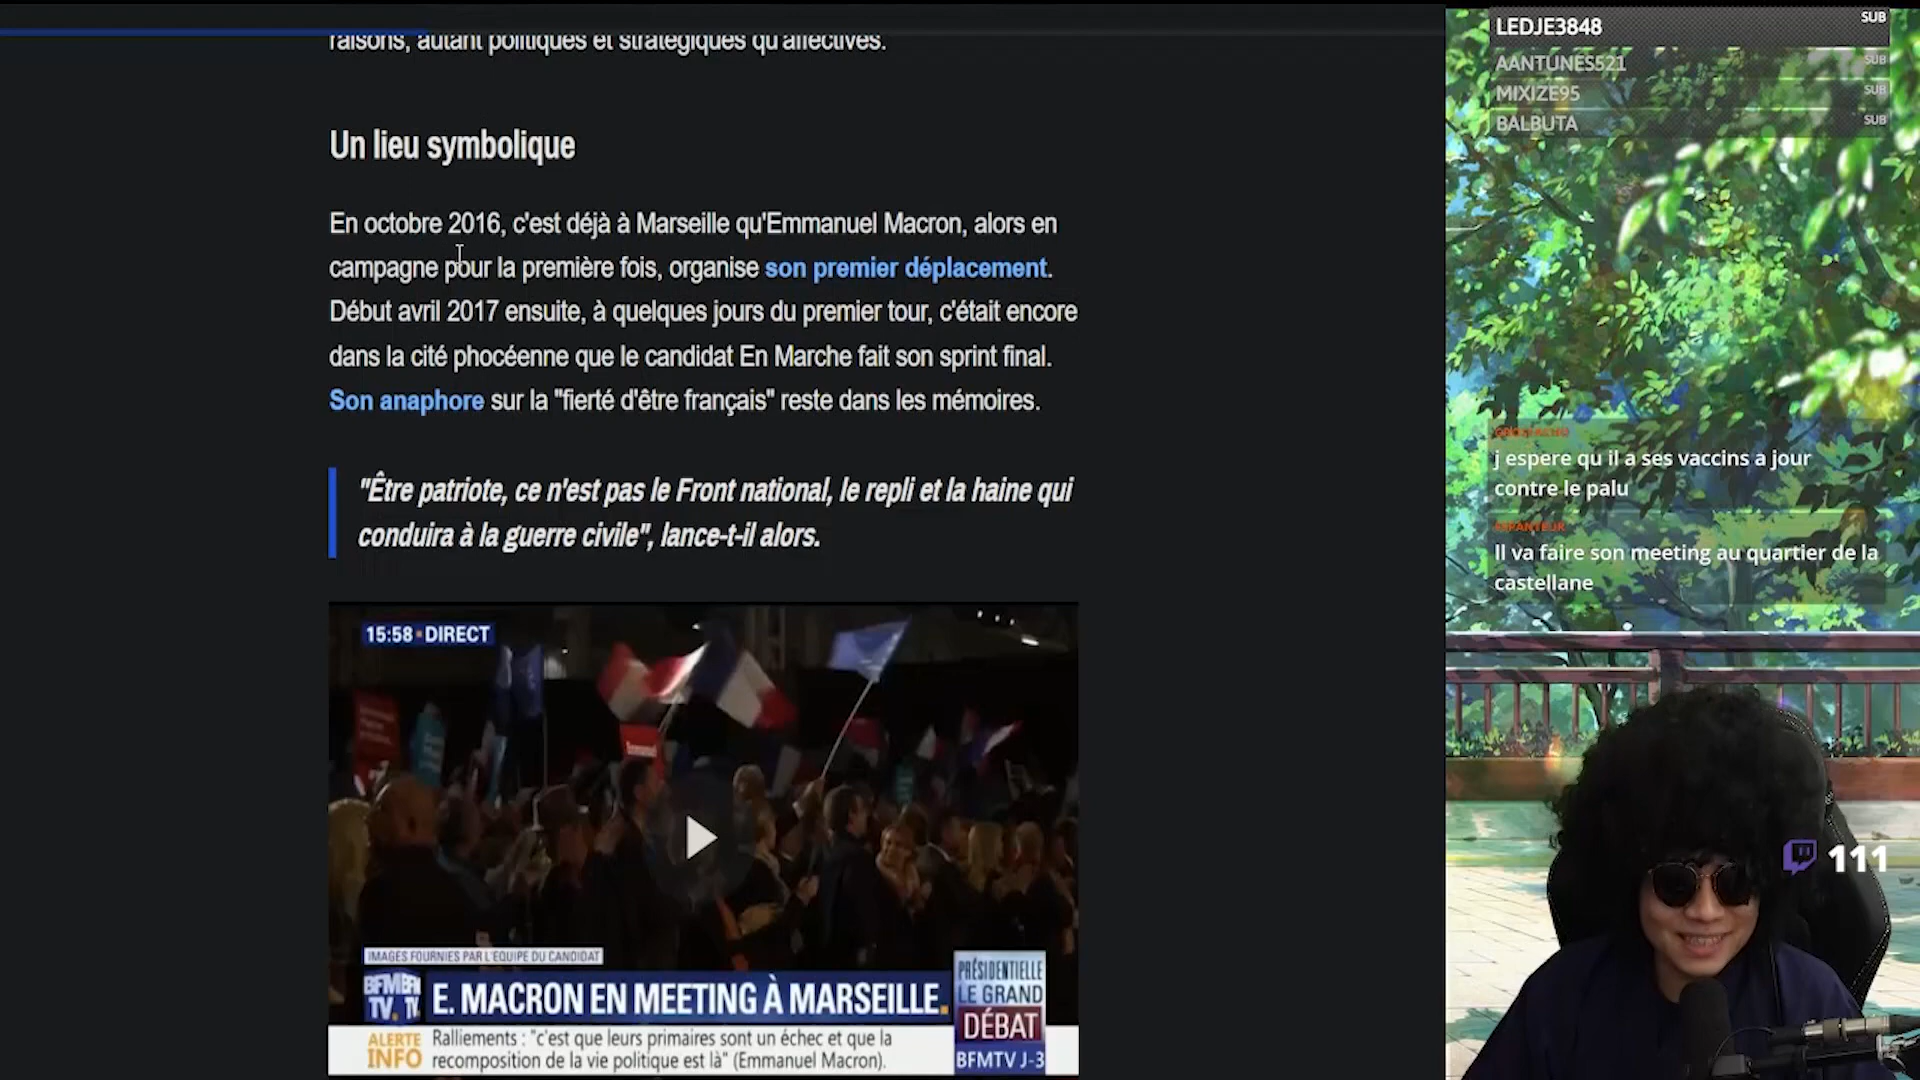 raisons, autant politiques et stratégiques qu'affectives.
Un lieu symbolique
En octobre 2016, c'est déjà à Marseille qu'Emmanuel Macron, alors en
campagne pour la première fois, organise son premier déplacement.
Début avril 2017 ensuite, à quelques jours du premier tour, c'était encore
dans la cité phocéenne que le candidat En Marche fait son sprint final.
Son anaphore sur la "fierté d'être français" reste dans les mémoires.
"Être patriote, ce n'est pas le Front national, le repli et la haine qui
conduira à la guerre civile", lance-t-il alors.
15:58 DIRECT
IMAGES FOURNIES PAR L'EQUIPE DU CANDIDAT
BFM TV.
E. MACRON EN MEETING À MARSEILLE.
ALERTE INFO
Ralliements : "c'est que leurs primaires sont un échec et que la
recomposition de la vie politique est là" (Emmanuel Macron).
PRÉSIDENTIELLE
LE GRAND
DÉBAT
BFMTV J-3
LEDJE3848 SUB
AANTUNES521 SUB
MIXIZE95 SUB
BALBUTA SUB
j espere qu il a ses vaccins a jour
contre le palu
Il va faire son meeting au quartier de la
castellane
111